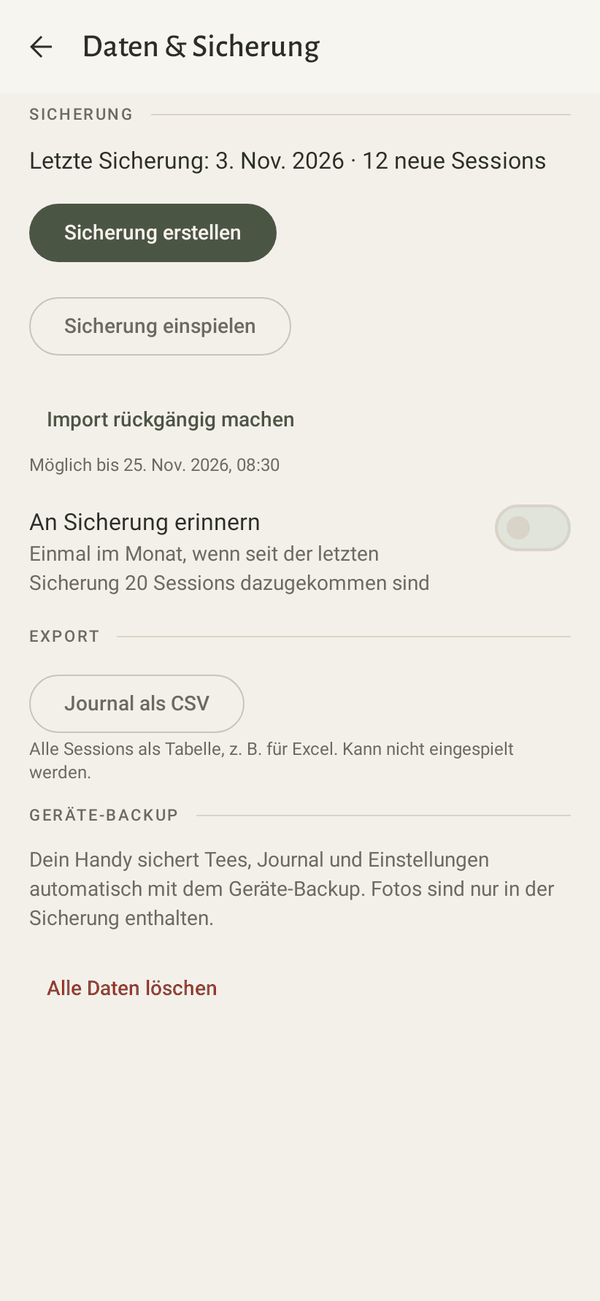 Daten & Sicherung
SICHERUNG
Letzte Sicherung: 3. Nov. 2026 · 12 neue Sessions
Sicherung erstellen
Sicherung einspielen
Import rückgängig machen
Möglich bis 25. Nov. 2026, 08:30
An Sicherung erinnern
Einmal im Monat, wenn seit der letzten
Sicherung 20 Sessions dazugekommen sind
EXPORT
Journal als CSV
Alle Sessions als Tabelle, z. B. für Excel. Kann nicht eingespielt
werden.
GERÄTE-BACKUP
Dein Handy sichert Tees, Journal und Einstellungen
automatisch mit dem Geräte-Backup. Fotos sind nur in der
Sicherung enthalten.
Alle Daten löschen